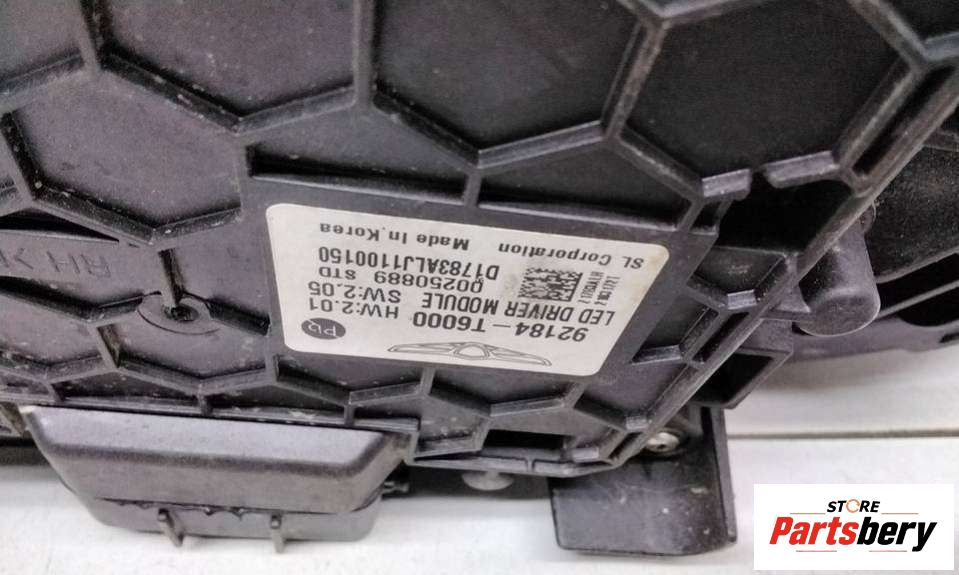 92184-T6000 HW:2.01
LED DRIVER MODULE SW:2.05
00250889 STD
D1783ALJ1100150
SL Corporation Made In.Korea
RH
STORE
Partsbery